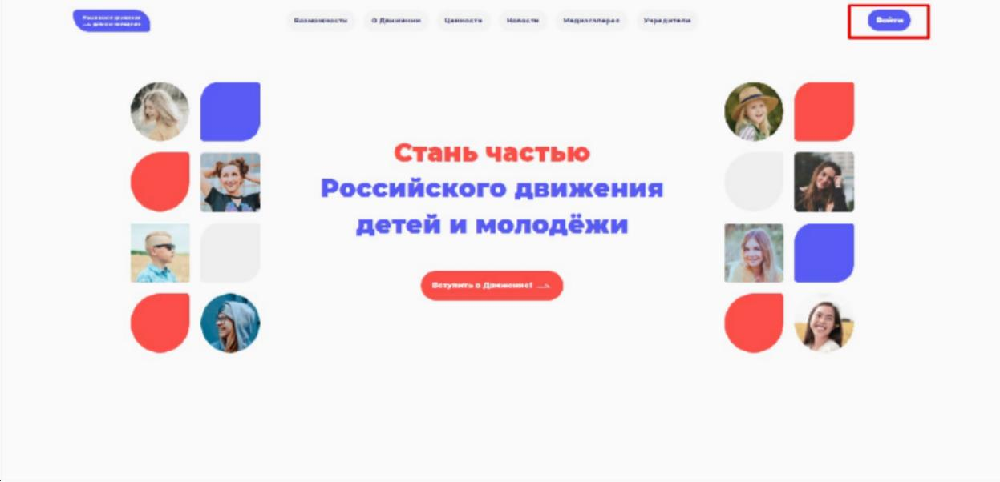 Возможности
О Движении
Ценности
Новости
Медиагалерея
Учредители
Войти
Стань частью
Российского движения
детей и молодёжи
Вступить в Движение!